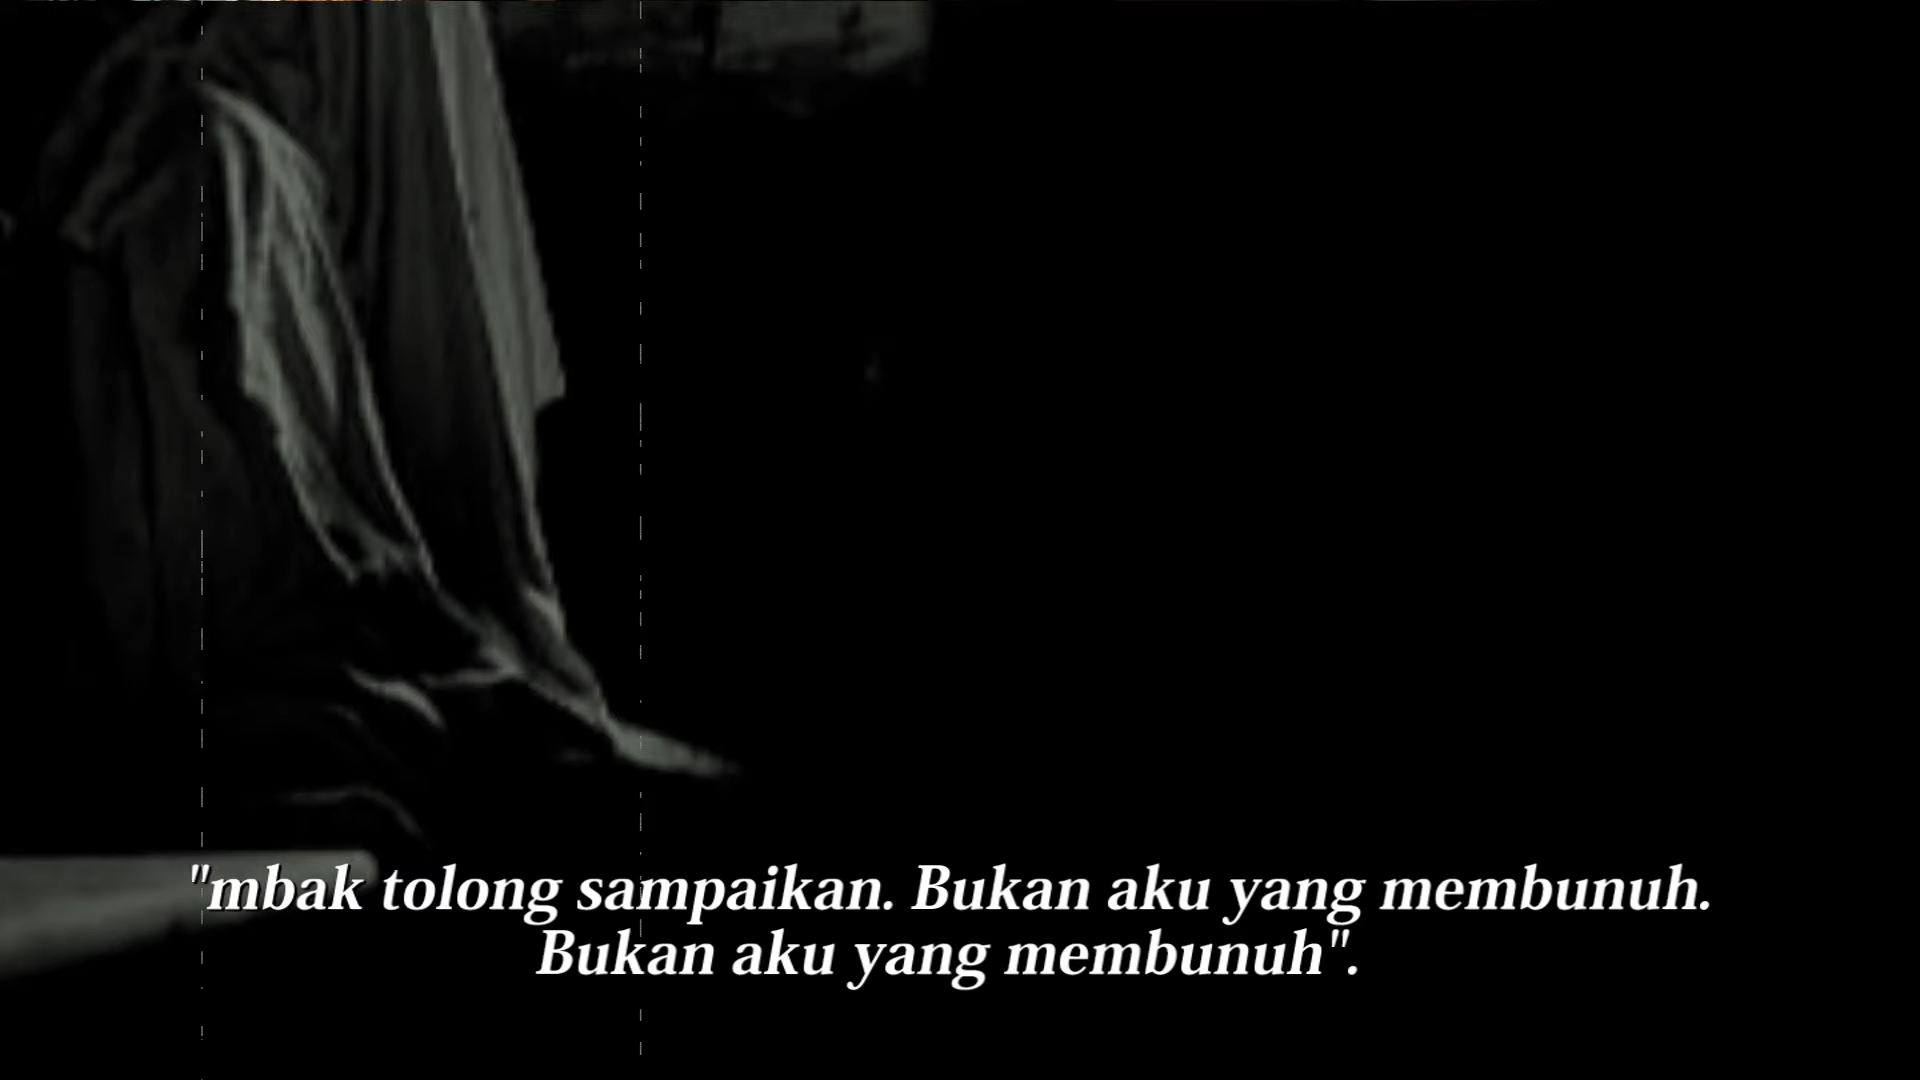 "mbak tolong sampaikan. Bukan aku yang membunuh.
Bukan aku yang membunuh".